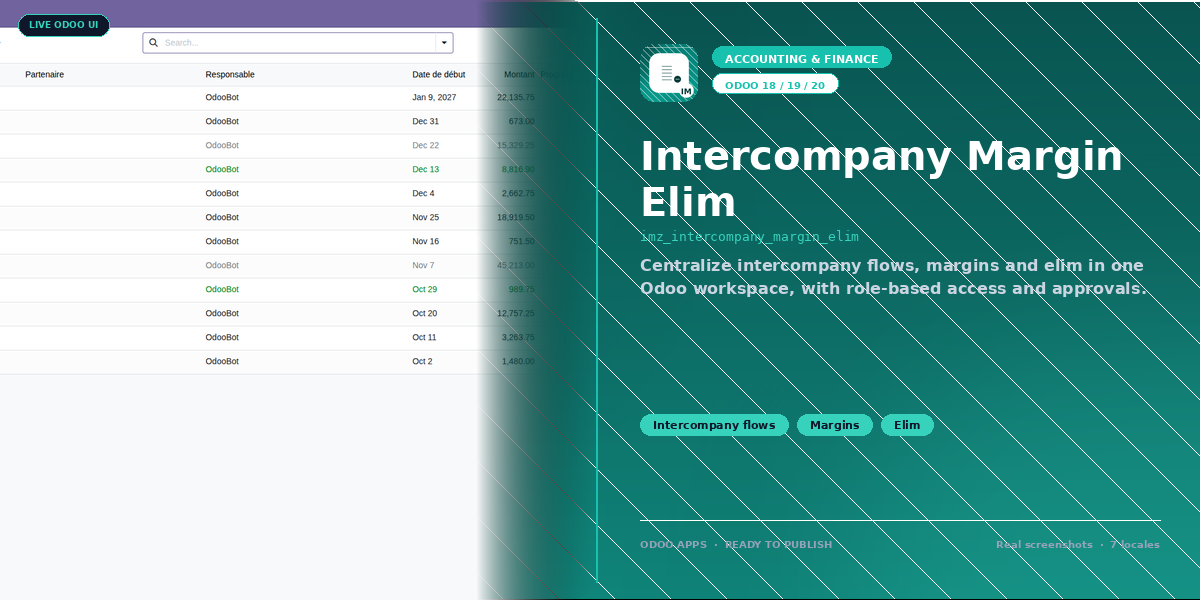 LIVE ODOO UI
Search...
Partenaire Responsable Date de début Montant
OdooBot Jan 9, 2027 22,135.75
OdooBot Dec 31 673.00
OdooBot Dec 22 15,329.25
OdooBot Dec 13 8,816.50
OdooBot Dec 4 2,662.75
OdooBot Nov 25 18,919.50
OdooBot Nov 16 751.50
OdooBot Nov 7 45,213.00
OdooBot Oct 29 989.75
OdooBot Oct 20 12,757.25
OdooBot Oct 11 3,263.75
OdooBot Oct 2 1,480.00
IM
ACCOUNTING & FINANCE
ODOO 18 / 19 / 20
Intercompany Margin
Elim
imz_intercompany_margin_elim
Centralize intercompany flows, margins and elim in one
Odoo workspace, with role-based access and approvals.
Intercompany flows Margins Elim
ODOO APPS · READY TO PUBLISH
Real screenshots · 7 locales